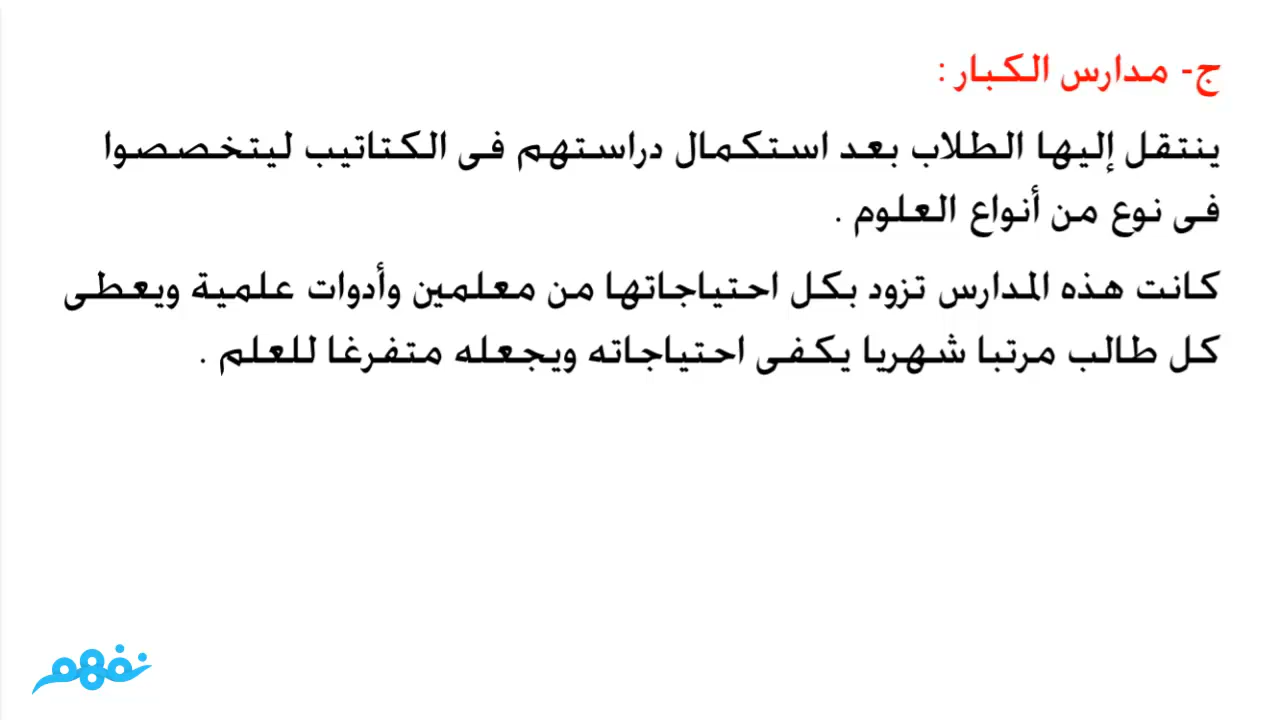 ج- مدارس الكبار :
ينتقل إليها الطلاب بعد استكمال دراستهم فى الكتاتيب ليتخصصوا
فى نوع من أنواع العلوم .
كانت هذه المدارس تزود بكل احتياجاتها من معلمين وأدوات علمية ويعطى
كل طالب مرتبا شهريا يكفى احتياجاته ويجعله متفرغا للعلم .
نفهم